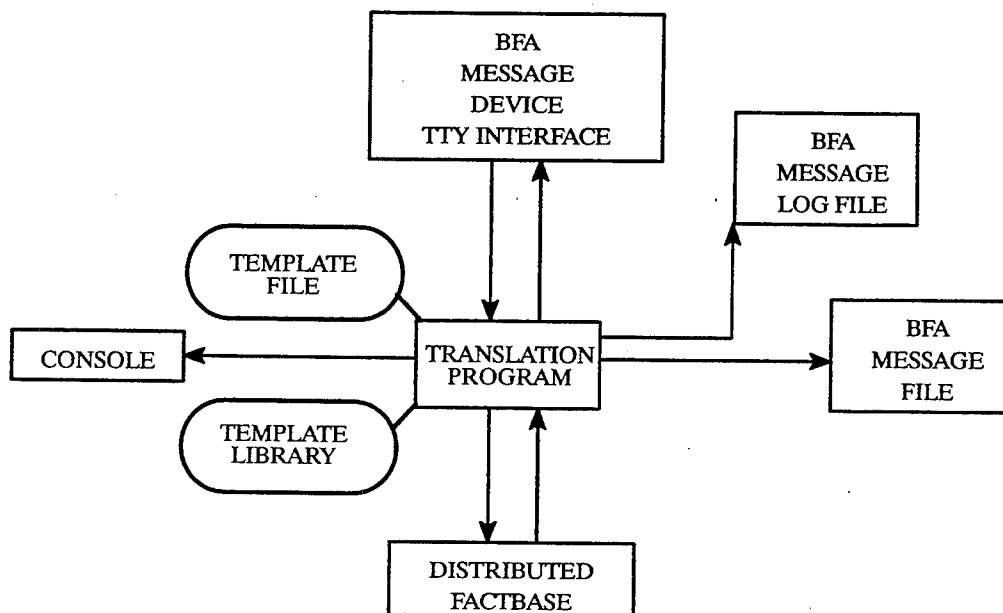 BFA
MESSAGE
DEVICE
TTY INTERFACE
BFA
MESSAGE
LOG FILE
TEMPLATE
FILE
CONSOLE
TRANSLATION
PROGRAM
BFA
MESSAGE
FILE
TEMPLATE
LIBRARY
DISTRIBUTED
FACTBASE